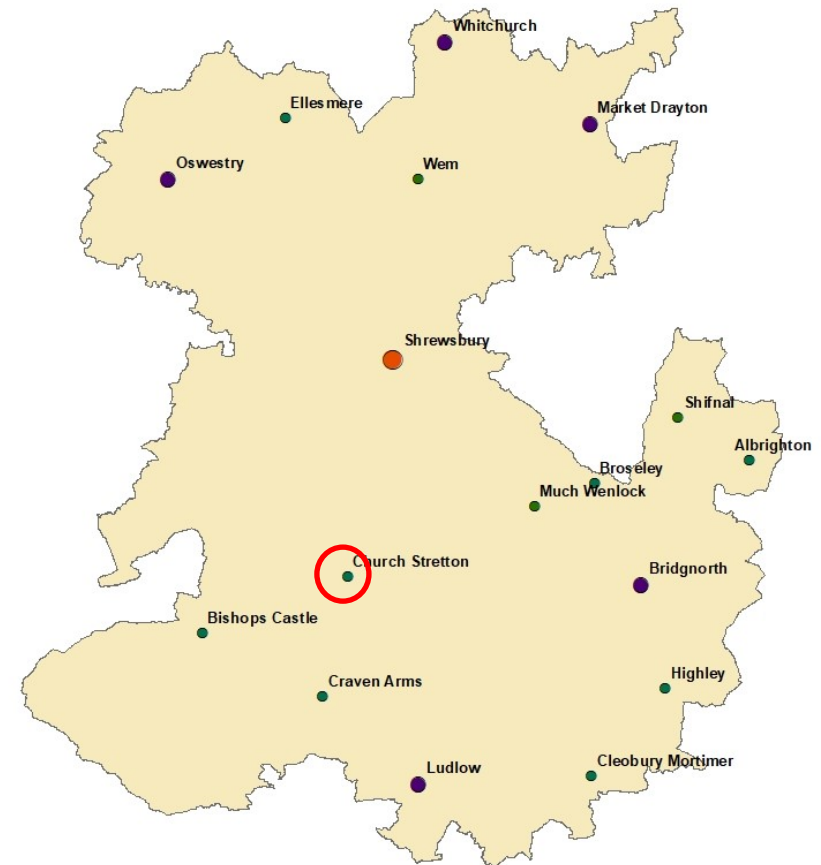 Whitchurch
Ellesmere
Market Drayton
Oswestry
Wem
Shrewsbury
Shifnal
Albrighton
Broseley
Much Wenlock
Church Stretton
Bridgnorth
Bishops Castle
Highley
Craven Arms
Cleobury Mortimer
Ludlow